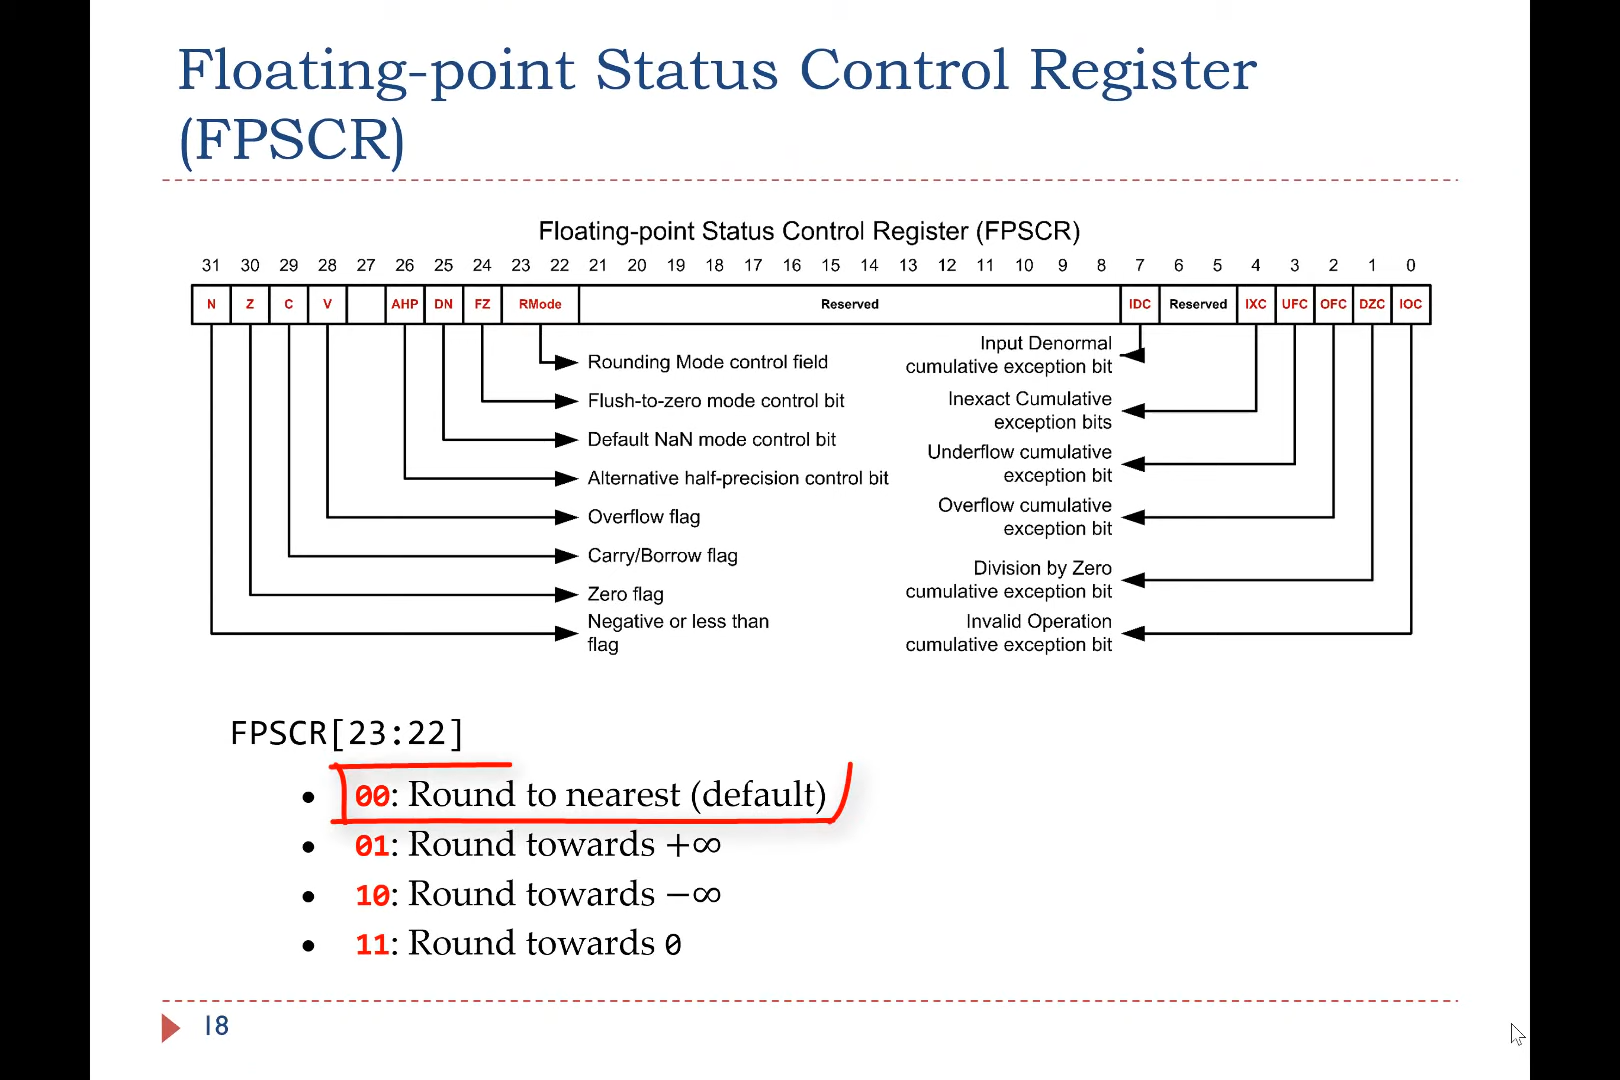 Floating-point Status Control Register
(FPSCR)
Floating-point Status Control Register (FPSCR)
31 30 29 28 27 26 25 24 23 22 21 20 19 18 17 16 15 14 13 12 11 10 9 8 7 6 5 4 3 2 1 0
N Z C V AHP DN FZ RMode Reserved IDC Reserved IXC UFC OFC DZC IOC
Rounding Mode control field
Flush-to-zero mode control bit
Default NaN mode control bit
Alternative half-precision control bit
Overflow flag
Carry/Borrow flag
Zero flag
Negative or less than
flag
Input Denormal
cumulative exception bit
Inexact Cumulative
exception bits
Underflow cumulative
exception bit
Overflow cumulative
exception bit
Division by Zero
cumulative exception bit
Invalid Operation
cumulative exception bit
FPSCR[23:22]
• 00: Round to nearest (default)
• 01: Round towards +∞
• 10: Round towards −∞
• 11: Round towards 0
18